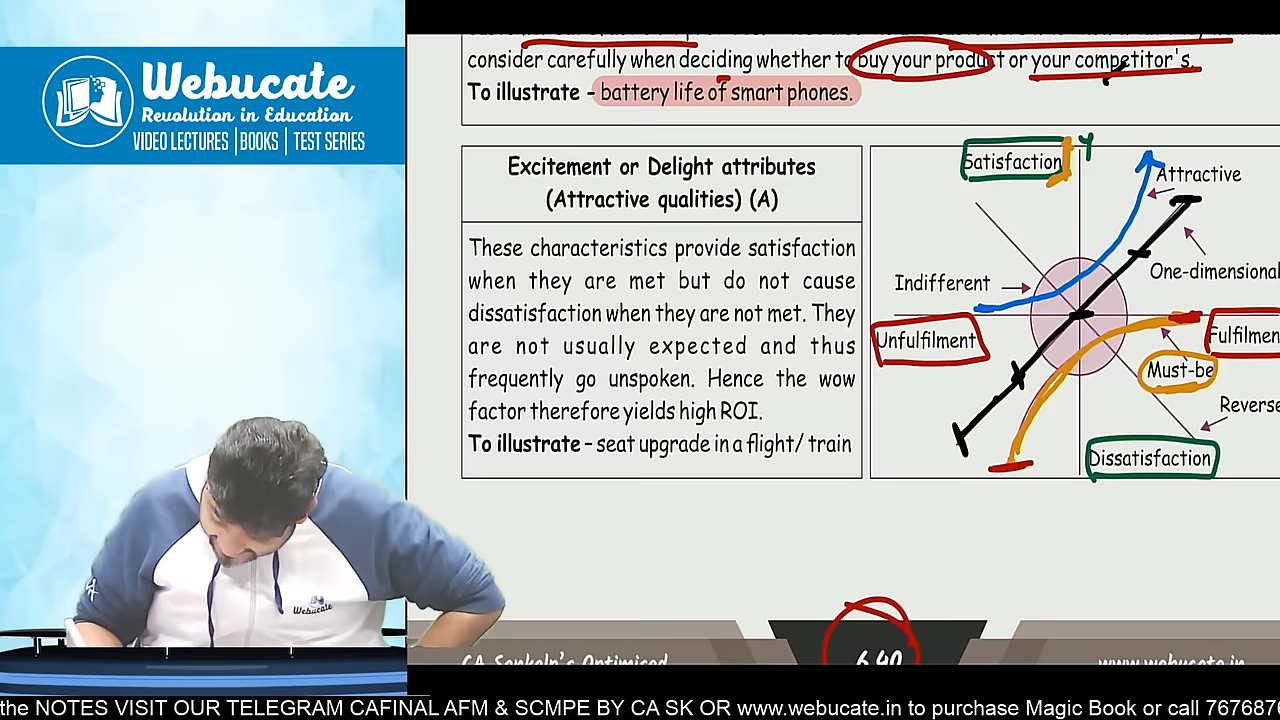 Webucate
Revolution in Education
VIDEO LECTURES | BOOKS | TEST SERIES
consider carefully when deciding whether to buy your product or your competitor's.
To illustrate – battery life of smart phones.
Excitement or Delight attributes
(Attractive qualities) (A)
These characteristics provide satisfaction
when they are met but do not cause
dissatisfaction when they are not met. They
are not usually expected and thus
frequently go unspoken. Hence the wow
factor therefore yields high ROI.
To illustrate – seat upgrade in a flight/ train
Satisfaction
Attractive
Indifferent
One-dimensional
Unfulfilment
Fulfilmen
Must-be
Reverse
Dissatisfaction
Webucate
6.40
www.webucate.in
the NOTES VISIT OUR TELEGRAM CAFINAL AFM & SCMPE BY CA SK OR www.webucate.in to purchase Magic Book or call 767687